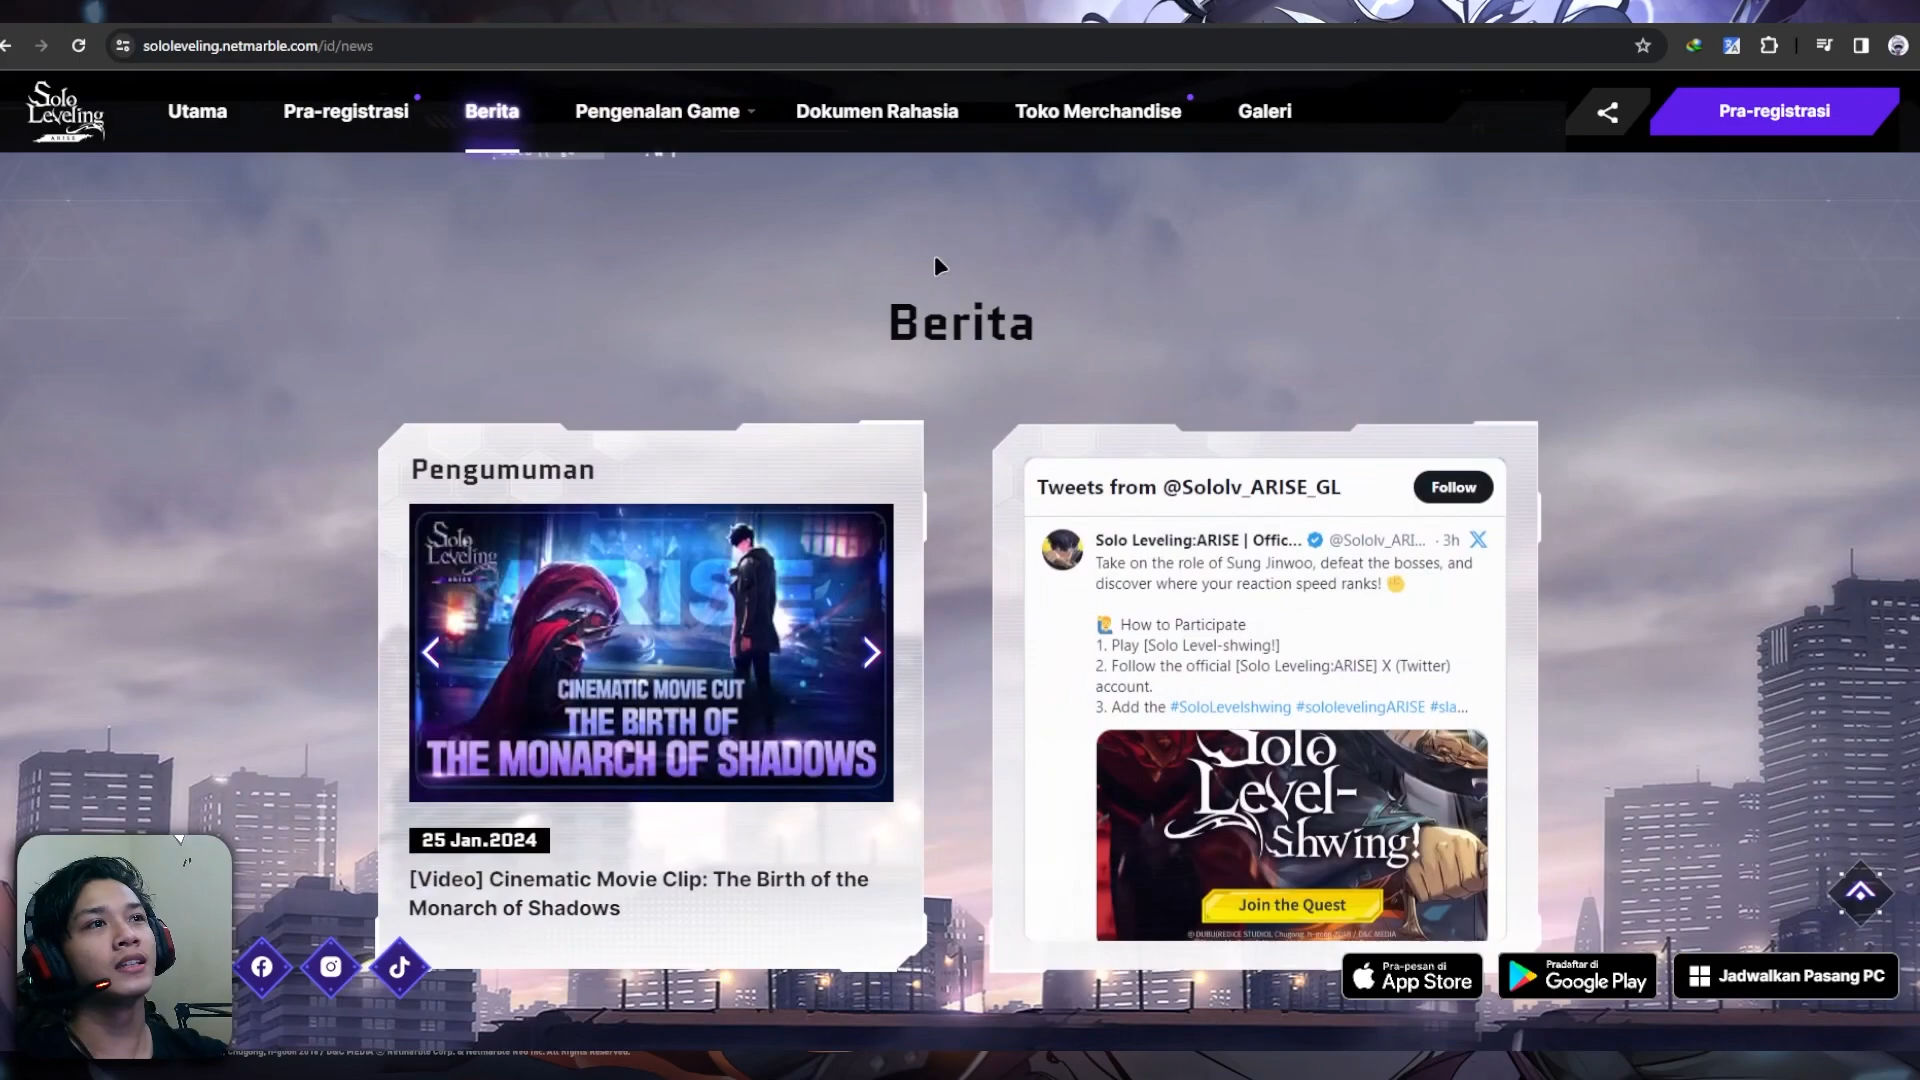 sololeveling.netmarble.com/id/news
Solo
Leveling
ARISE
Utama
Pra-registrasi
Berita
Pengenalan Game
Dokumen Rahasia
Toko Merchandise
Galeri
Pra-registrasi
Berita
Pengumuman
Solo
Leveling
ARISE
ARISE
CINEMATIC MOVIE CUT
THE BIRTH OF
THE MONARCH OF SHADOWS
25 Jan.2024
[Video] Cinematic Movie Clip: The Birth of the
Monarch of Shadows
Tweets from @Sololv_ARISE_GL
Follow
Solo Leveling:ARISE | Offic... @Sololv_ARI... · 3h
Take on the role of Sung Jinwoo, defeat the bosses, and
discover where your reaction speed ranks! ✊
🙋‍♂️ How to Participate
1. Play [Solo Level-shwing!]
2. Follow the official [Solo Leveling:ARISE] X (Twitter)
account.
3. Add the #SoloLevelshwing #sololevelingARISE #sla...
Solo
Level-
Shwing!
Join the Quest
Pra-pesan di
App Store
Pradaftar di
Google Play
Jadwalkan Pasang PC